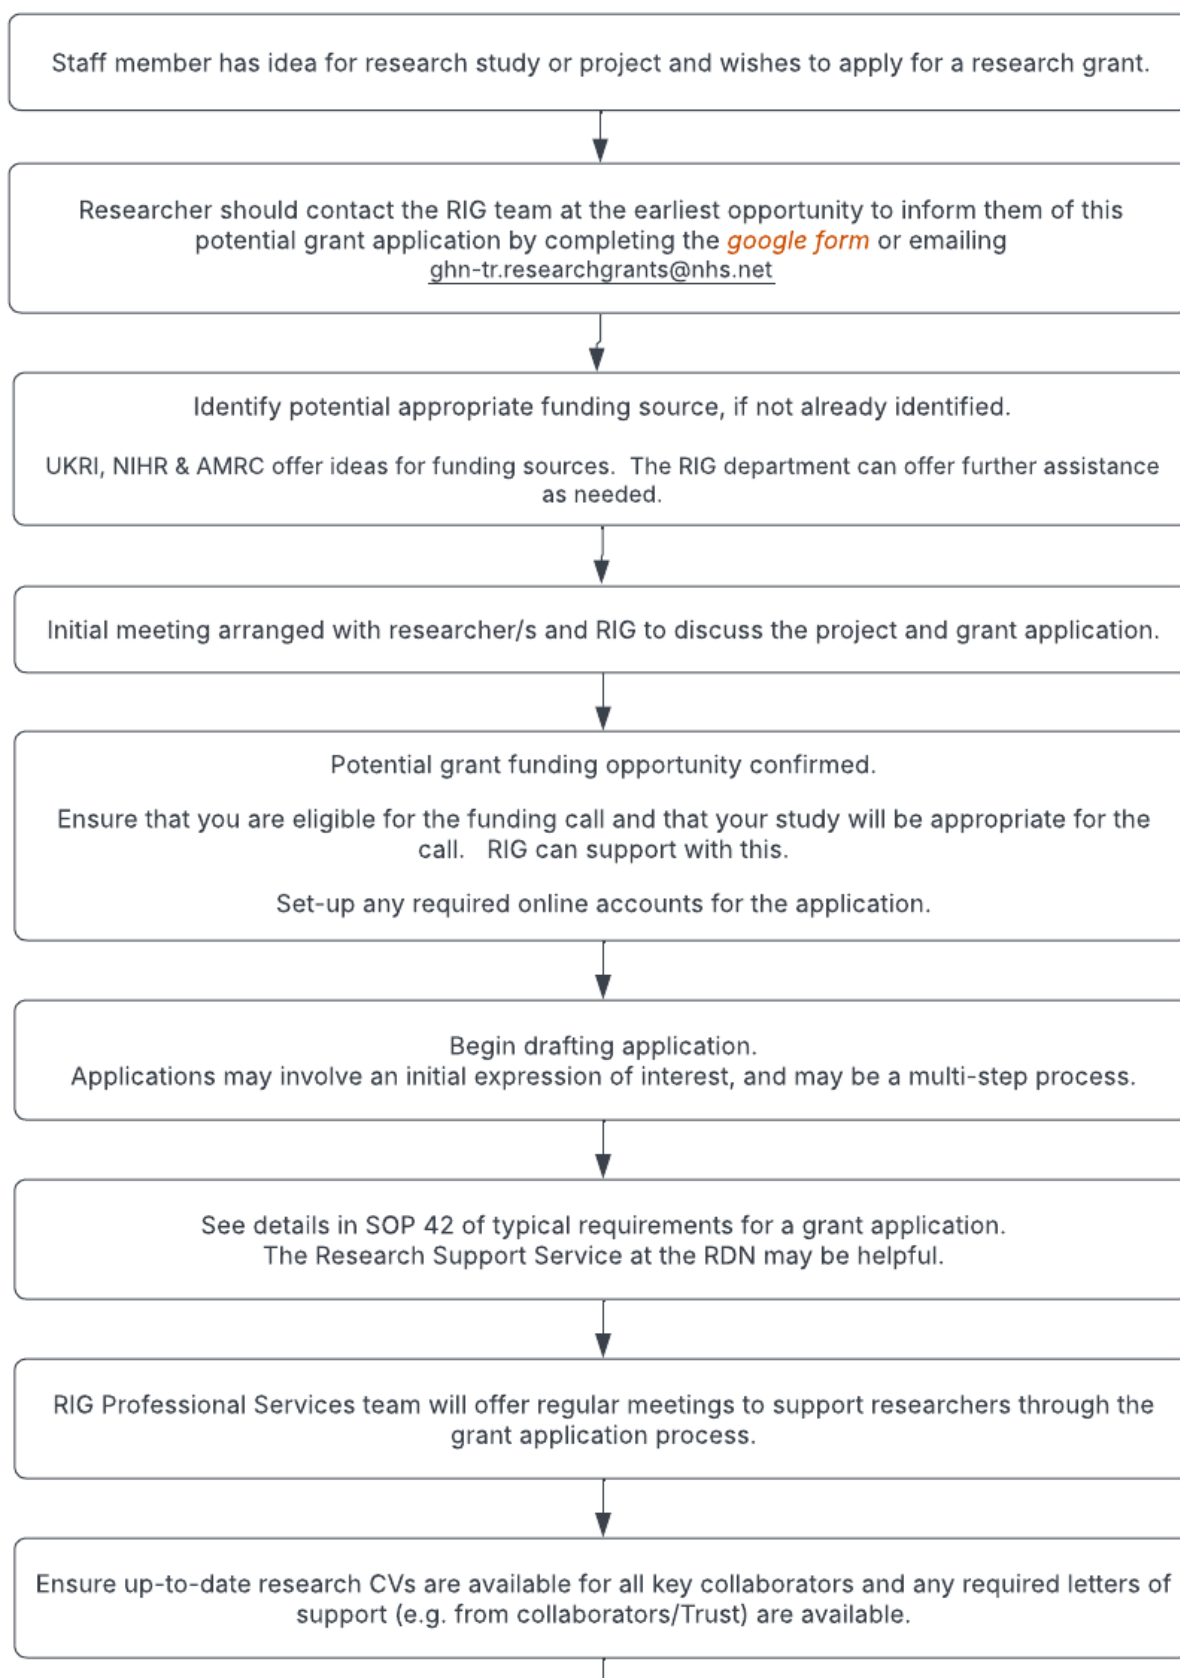 Staff member has idea for research study or project and wishes to apply for a research grant.
Researcher should contact the RIG team at the earliest opportunity to inform them of this
potential grant application by completing the google form or emailing
ghn-tr.researchgrants@nhs.net
Identify potential appropriate funding source, if not already identified.
UKRI, NIHR & AMRC offer ideas for funding sources.  The RIG department can offer further assistance
as needed.
Initial meeting arranged with researcher/s and RIG to discuss the project and grant application.
Potential grant funding opportunity confirmed.
Ensure that you are eligible for the funding call and that your study will be appropriate for the
call.   RIG can support with this.
Set-up any required online accounts for the application.
Begin drafting application.
Applications may involve an initial expression of interest, and may be a multi-step process.
See details in SOP 42 of typical requirements for a grant application.
The Research Support Service at the RDN may be helpful.
RIG Professional Services team will offer regular meetings to support researchers through the
grant application process.
Ensure up-to-date research CVs are available for all key collaborators and any required letters of
support (e.g. from collaborators/Trust) are available.